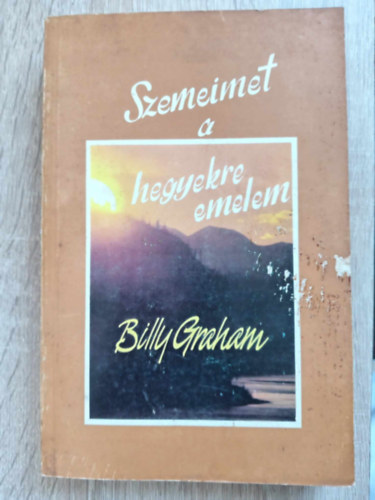 Szemeimet
a
hegyekre
emelem
Billy Graham